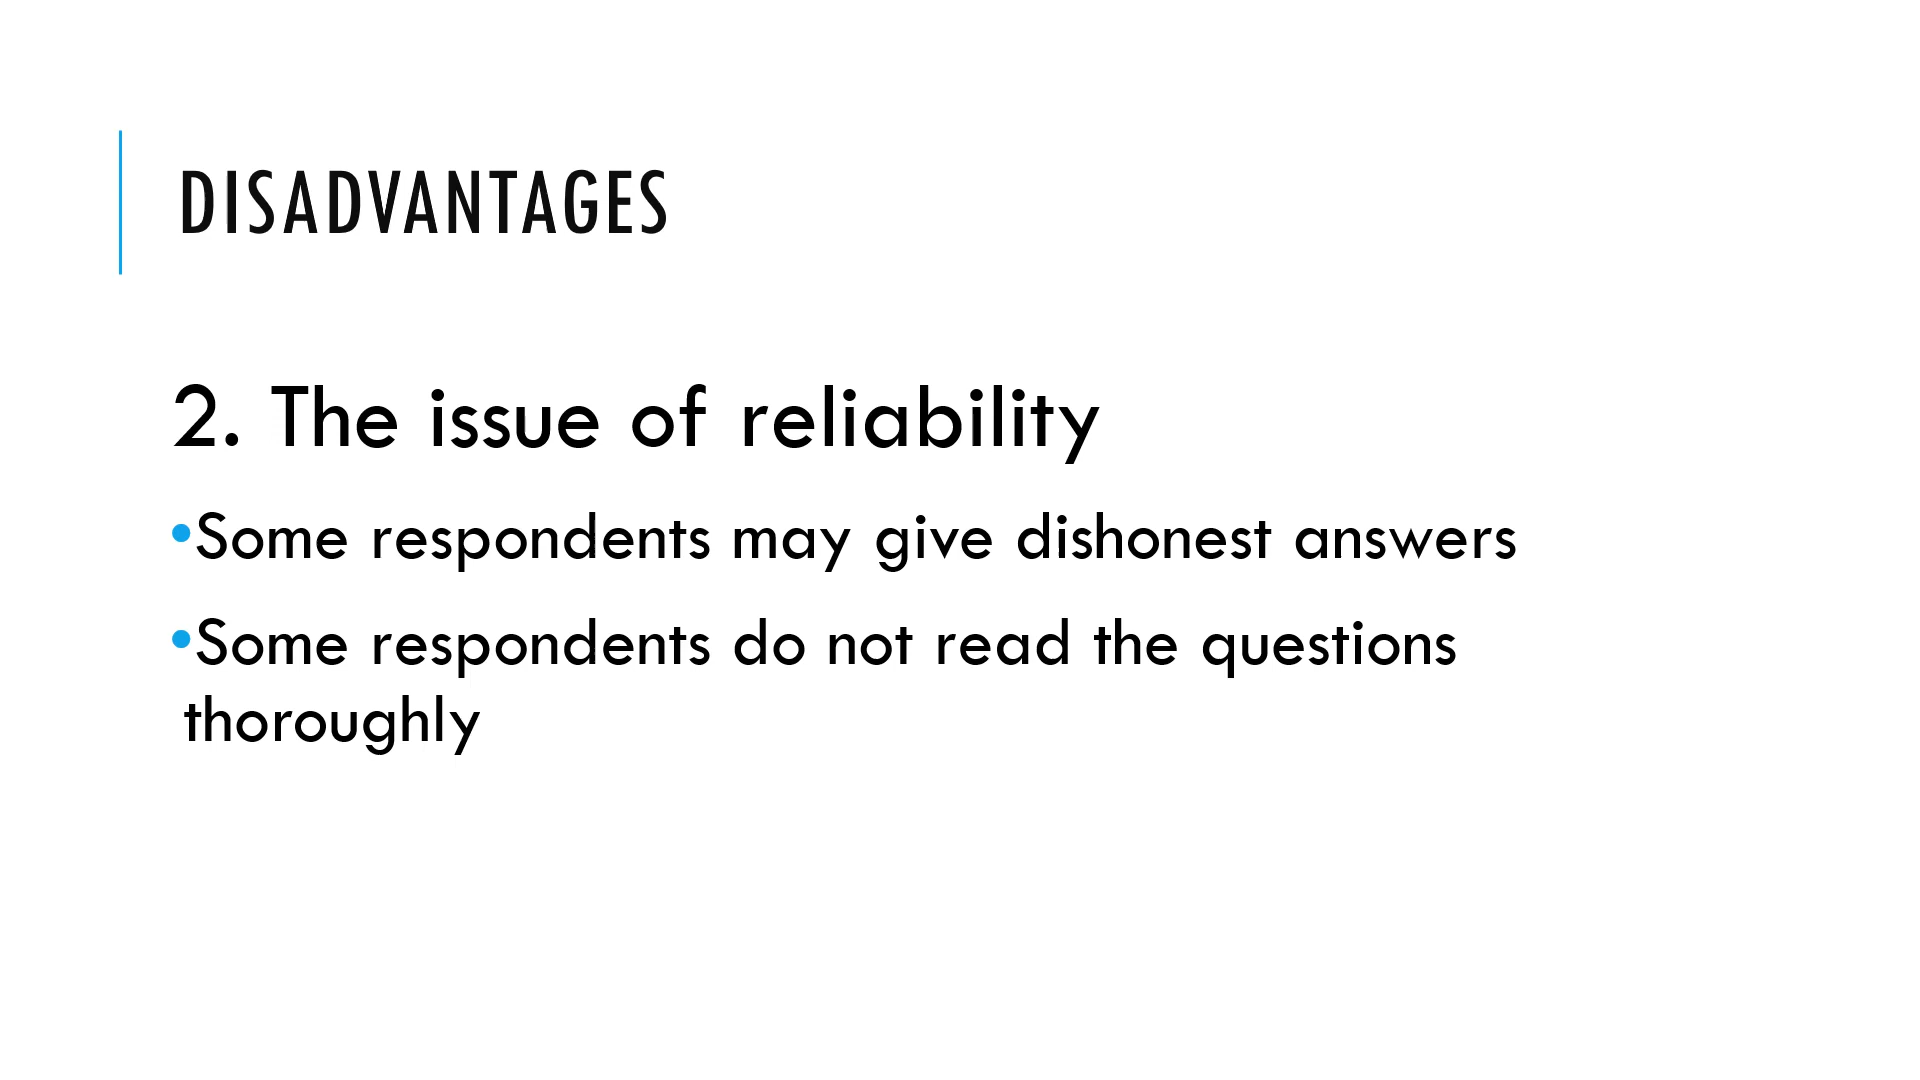 DISADVANTAGES
2. The issue of reliability
•Some respondents may give dishonest answers
•Some respondents do not read the questions
thoroughly